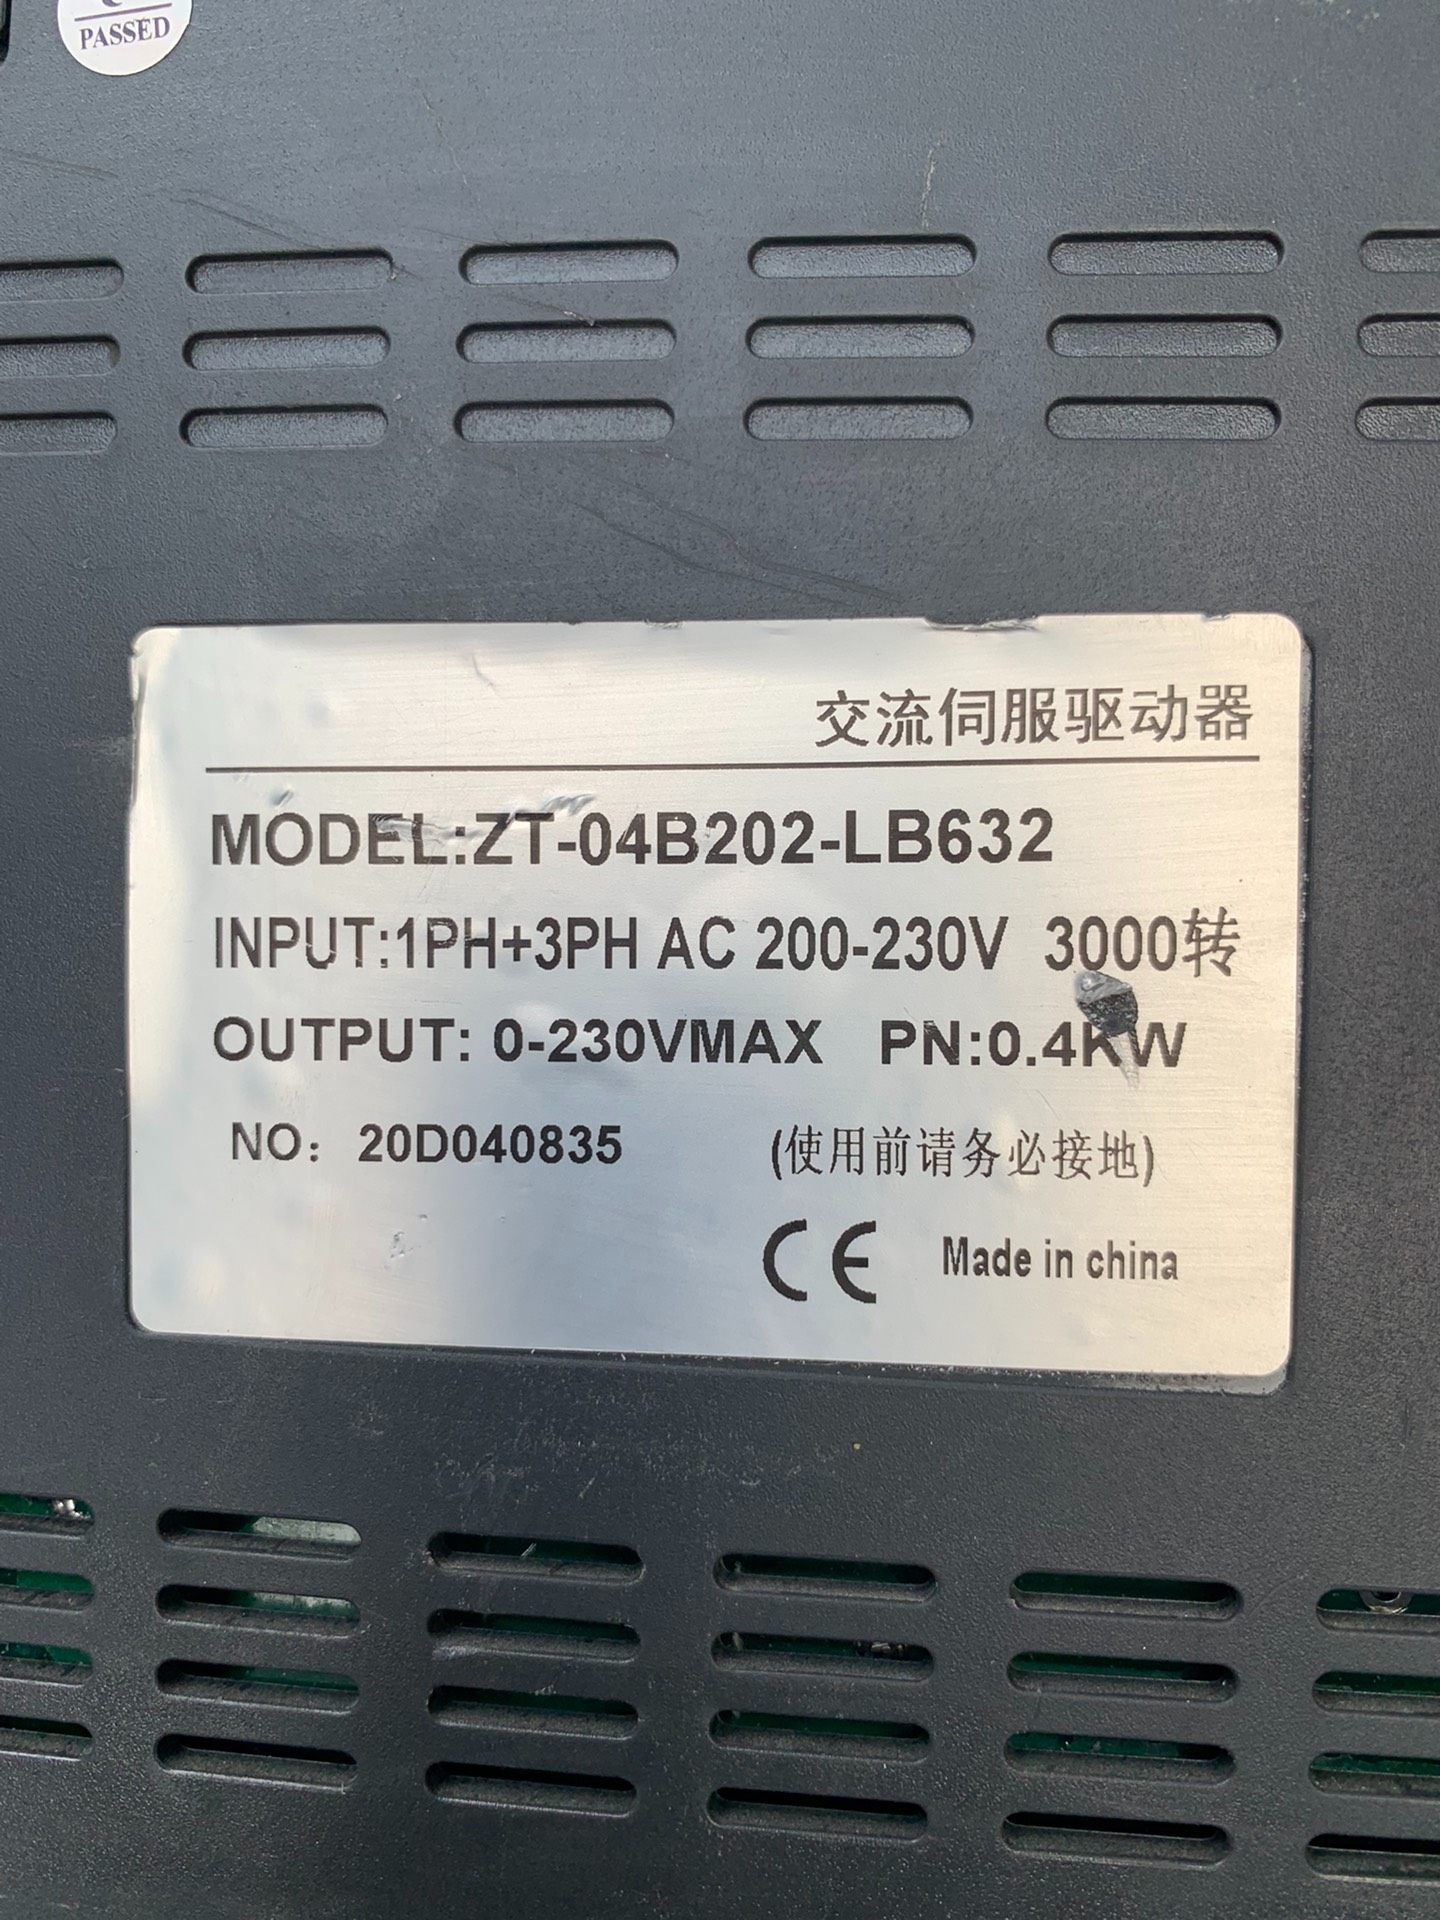 PASSED
交流伺服驱动器
MODEL:ZT-04B202-LB632
INPUT:1PH+3PH AC 200-230V 3000转
OUTPUT: 0-230VMAX PN:0.4KW
NO： 20D040835 (使用前请务必接地)
CE Made in china